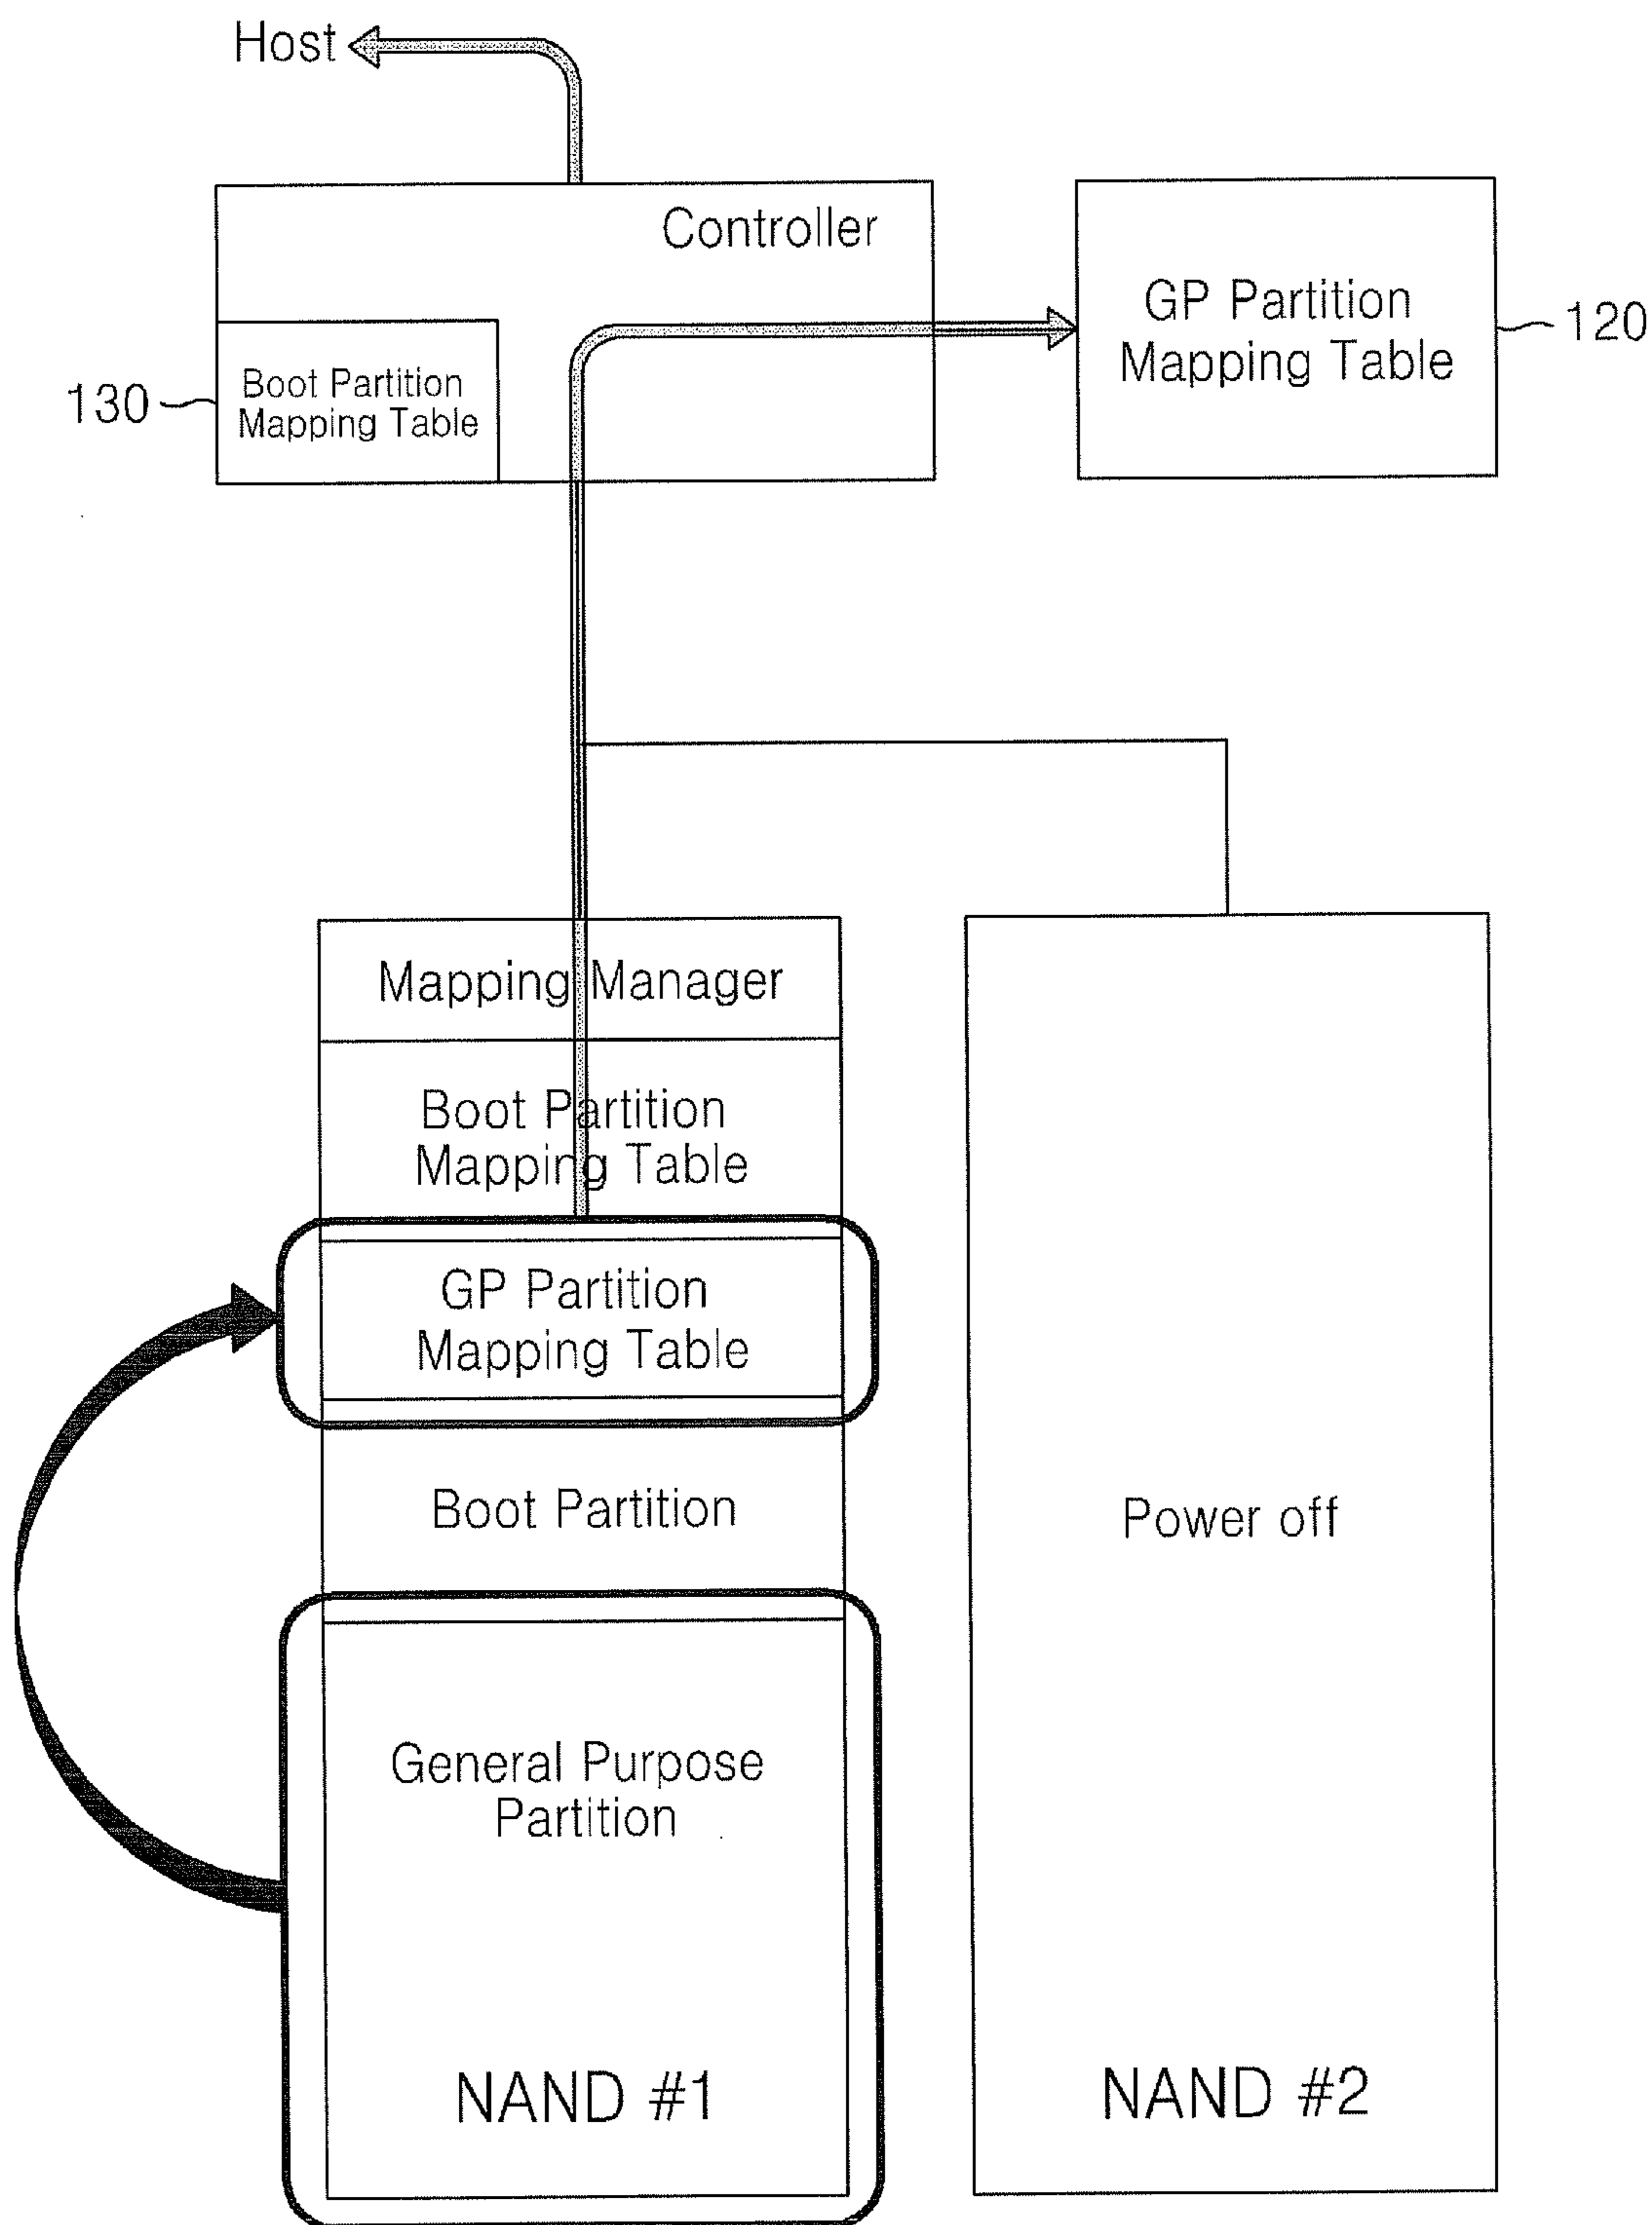 Host
Controller
GP Partition
Mapping Table
120
130
Boot Partition
Mapping Table
Mapping Manager
Boot Partition
Mapping Table
GP Partition
Mapping Table
Boot Partition
Power off
General Purpose
Partition
NAND #1
NAND #2